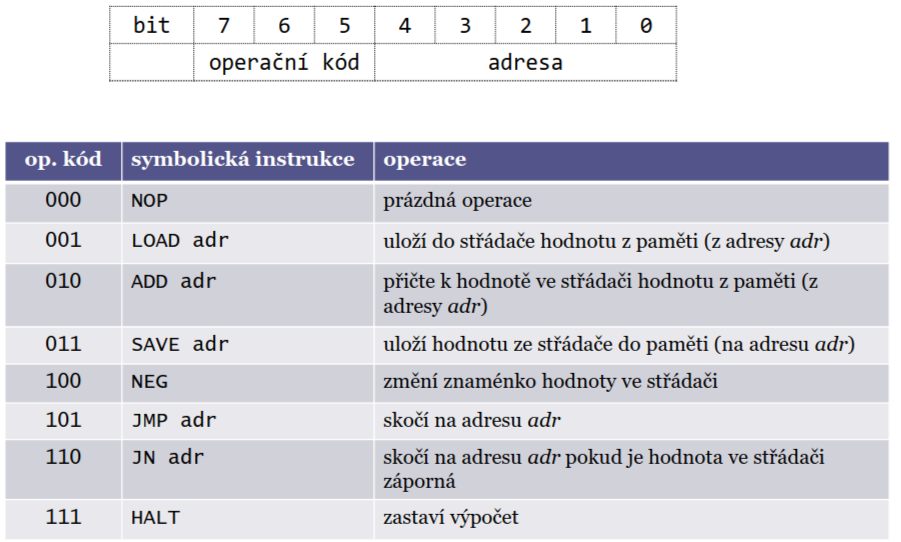 bit 7 6 5 4 3 2 1 0
operační kód adresa
op. kód symbolická instrukce operace
000 NOP prázdná operace
001 LOAD adr uloží do střádače hodnotu z paměti (z adresy adr)
010 ADD adr přičte k hodnotě ve střádači hodnotu z paměti (z
adresy adr)
011 SAVE adr uloží hodnotu ze střádače do paměti (na adresu adr)
100 NEG změní znaménko hodnoty ve střádači
101 JMP adr skočí na adresu adr
110 JN adr skočí na adresu adr pokud je hodnota ve střádači
záporná
111 HALT zastaví výpočet